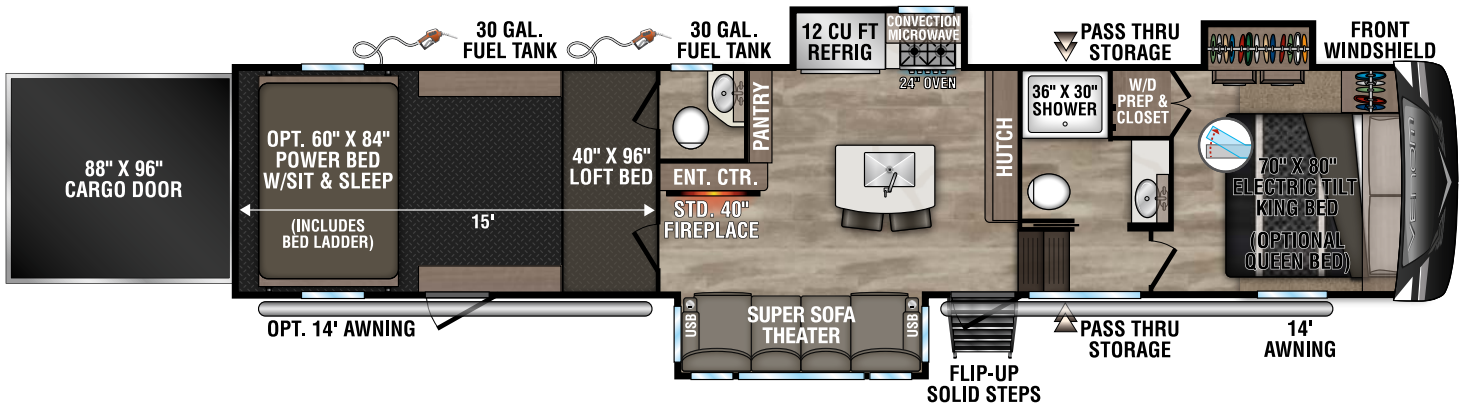 30 GAL.
FUEL TANK
30 GAL.
FUEL TANK
12 CU FT
REFRIG
CONVECTION
MICROWAVE
24" OVEN
PASS THRU
STORAGE
FRONT
WINDSHIELD
88" X 96"
CARGO DOOR
OPT. 60" X 84"
POWER BED
W/SIT & SLEEP
(INCLUDES
BED LADDER)
15'
40" X 96"
LOFT BED
PANTRY
ENT. CTR.
STD. 40"
FIREPLACE
HUTCH
36" X 30"
SHOWER
W/D
PREP &
CLOSET
70" X 80"
ELECTRIC TILT
KING BED
(OPTIONAL
QUEEN BED)
OPT. 14' AWNING
USB
SUPER SOFA
THEATER
USB
FLIP-UP
SOLID STEPS
PASS THRU
STORAGE
14'
AWNING